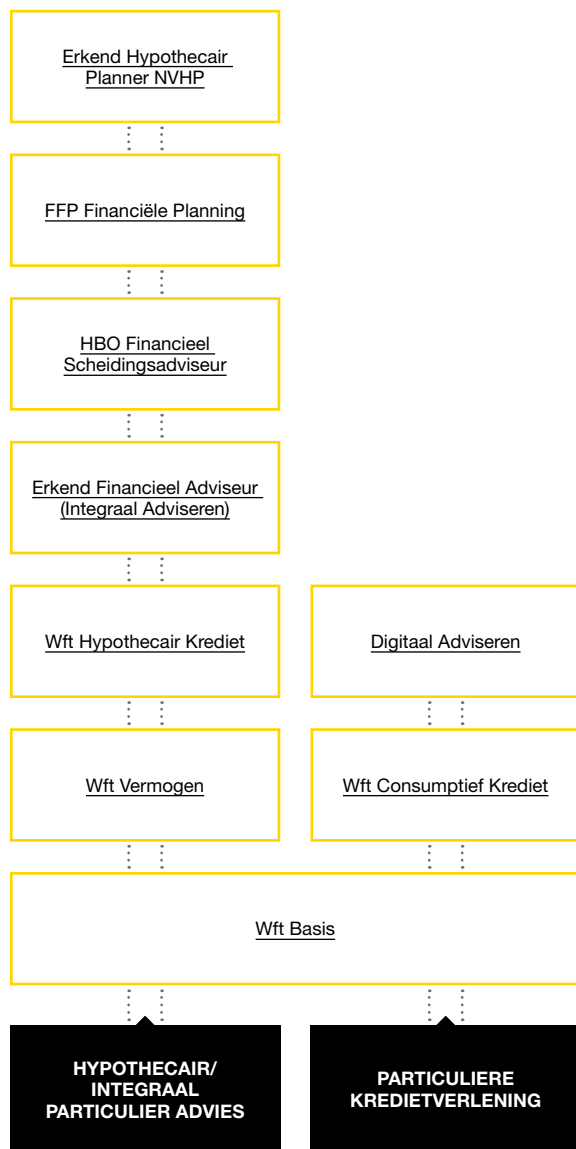 Erkend Hypothecair
Planner NVHP
FFP Financiële Planning
HBO Financieel
Scheidingsadviseur
Erkend Financieel Adviseur
(Integraal Adviseren)
Wft Hypothecair Krediet
Digitaal Adviseren
Wft Vermogen
Wft Consumptief Krediet
Wft Basis
HYPOTHECAIR/
INTEGRAAL
PARTICULIER ADVIES
PARTICULIERE
KREDIETVERLENING